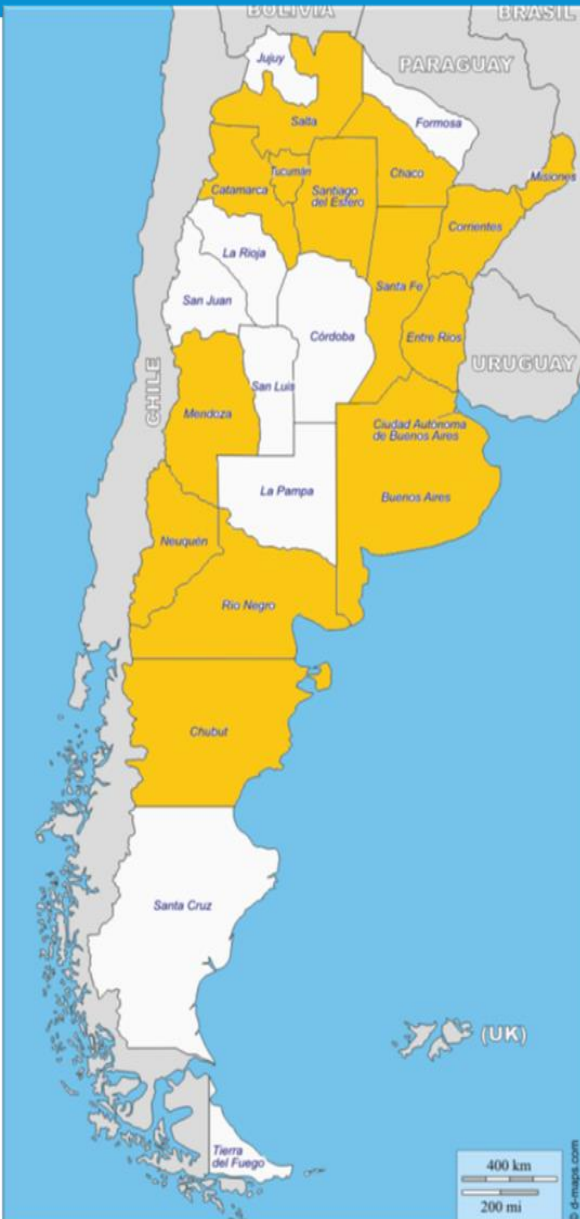 BOLIVIA
BRASIL
Jujuy
PARAGUAY
Formosa
Salta
Tucumán
Chaco
Misiones
Catamarca
Santiago
del Estero
Corrientes
La Rioja
Santa Fe
San Juan
Entre Rios
Córdoba
URUGUAY
CHILE
San Luis
Mendoza
Ciudad Autónoma
de Buenos Aires
La Pampa
Buenos Aires
Neuquén
Rio Negro
Chubut
Santa Cruz
(UK)
Tierra
del Fuego
400 km
200 mi
© d-maps.com